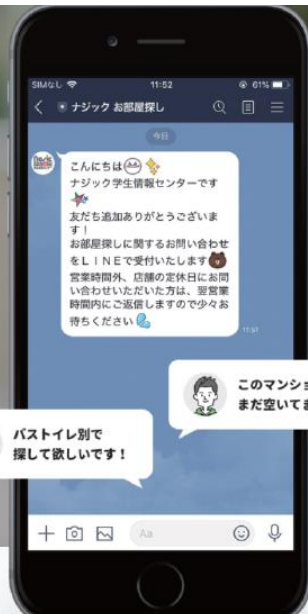 SIMなし
11:52
61%
ナジック お部屋探し
今日
こんにちは
ナジック学生情報センターです
友だち追加ありがとうございま
す！
お部屋探しに関するお問い合わせ
をＬＩＮＥで受付いたします
営業時間外、店舗の定休日にお問
い合わせいただいた方は、翌営業
時間内にご返信しますので少々お
待ちください
11:51
このマンショ
まだ空いてま
バストイレ別で
探して欲しいです！
Aa